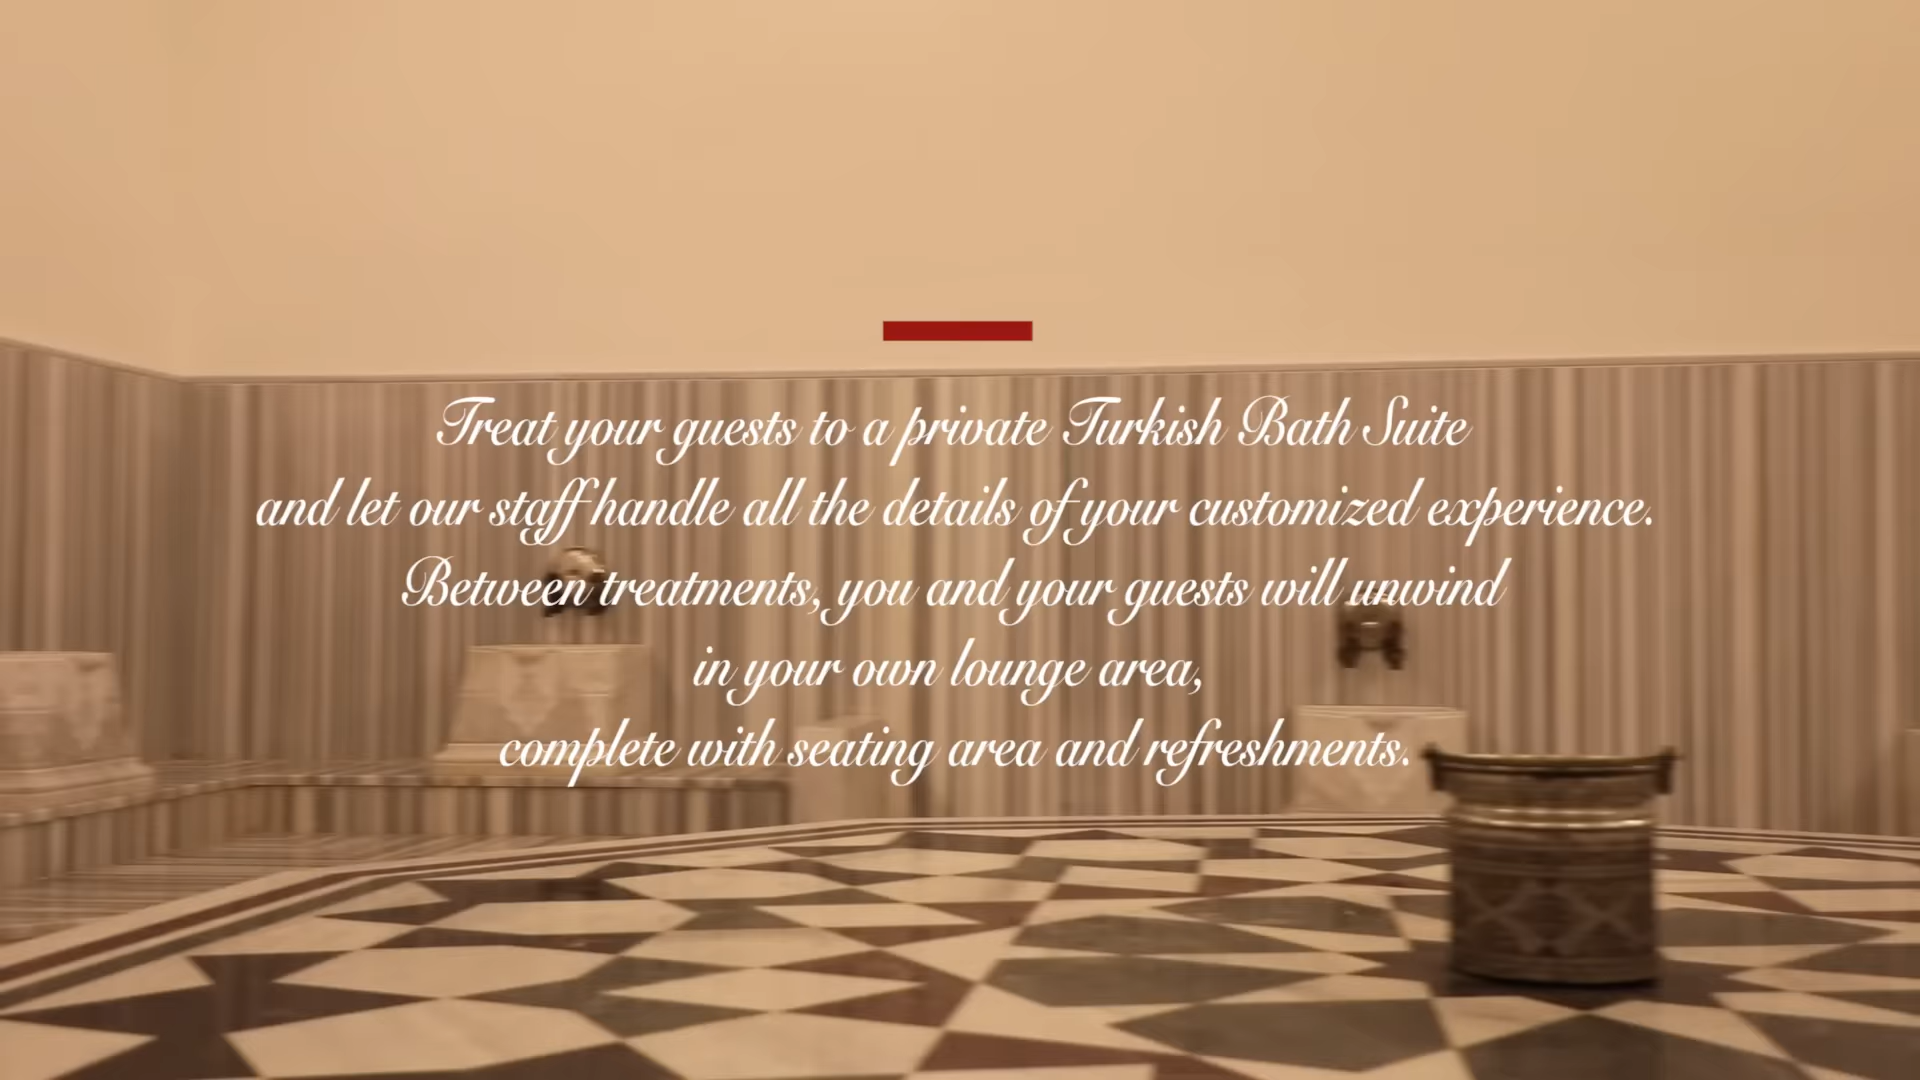 Treat your guests to a private Turkish Bath Suite
and let our staff handle all the details of your customized experience.
Between treatments, you and your guests will unwind
in your own lounge area,
complete with seating area and refreshments.